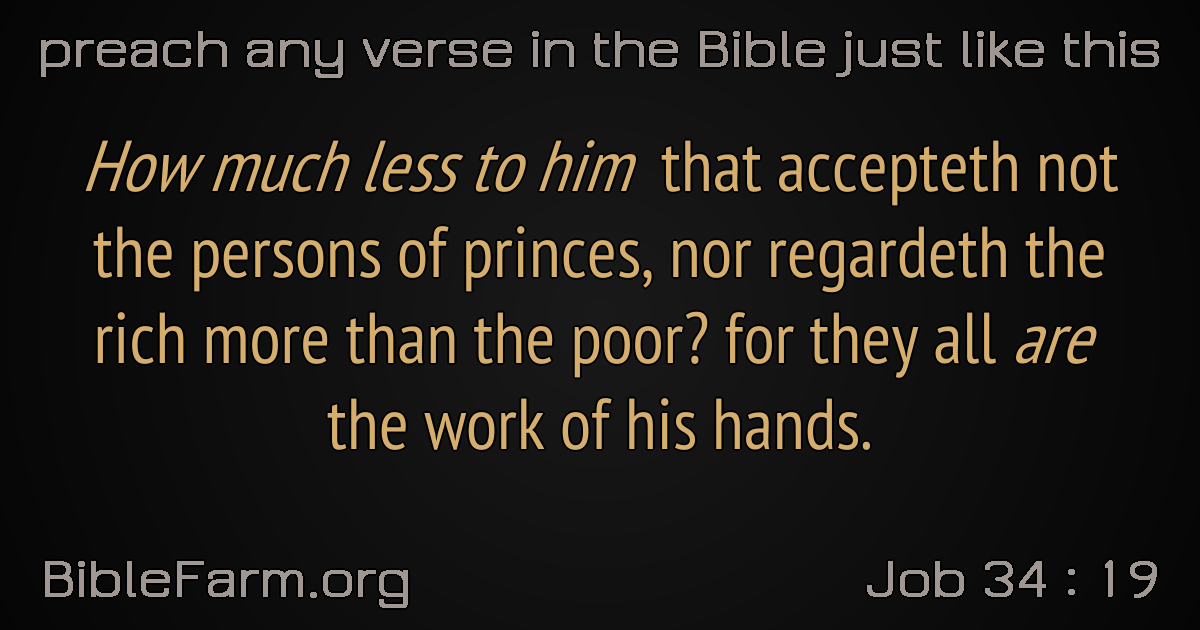 preach any verse in the Bible just like this
How much less to him that accepteth not
the persons of princes, nor regardeth the
rich more than the poor? for they all are
the work of his hands.
BibleFarm.org
Job 34 : 19